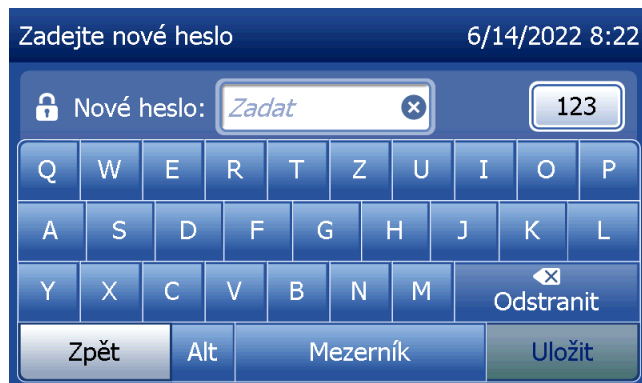 Zadejte nové heslo 6/14/2022 8:22
Nové heslo: Zadat 123
Q W E R T Z U I O P
A S D F G H J K L
Y X C V B N M Odstranit
Zpět Alt Mezerník Uložit